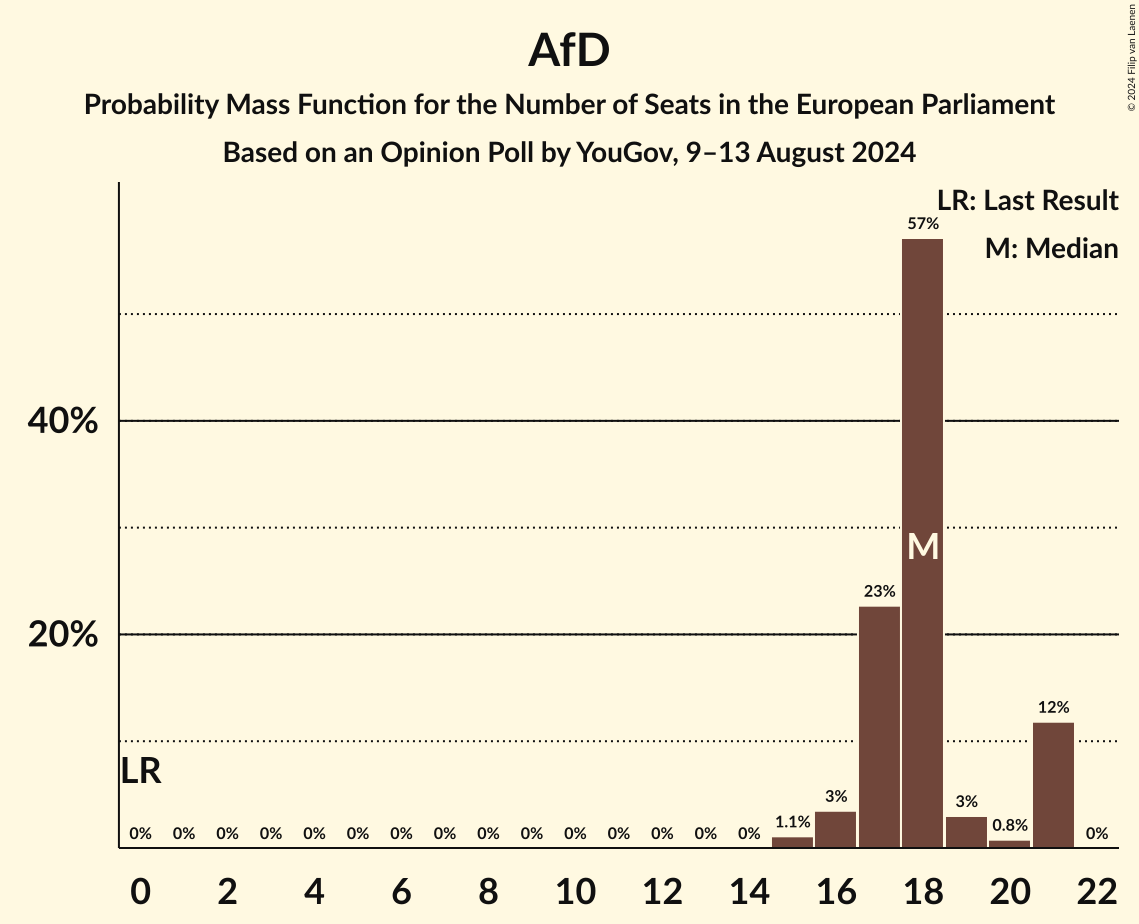 AfD
Probability Mass Function for the Number of Seats in the European Parliament
Based on an Opinion Poll by YouGov, 9–13 August 2024
© 2024 Filip van Laenen
LR: Last Result
M: Median
57%
40%
M
23%
20%
12%
LR
0% 0% 0% 0% 0% 0% 0% 0% 0% 0% 0% 0% 0% 0% 0% 1.1% 3% 3% 0.8% 0%
0 2 4 6 8 10 12 14 16 18 20 22